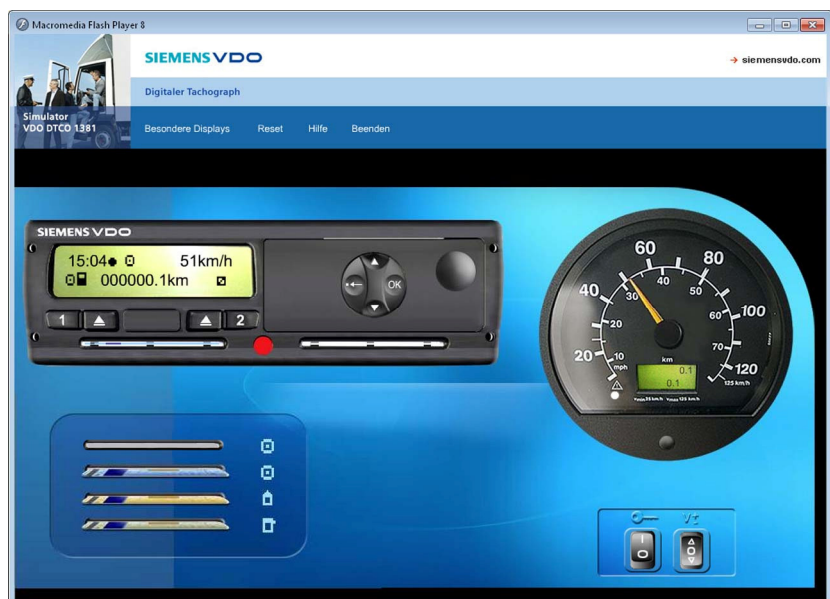 Macromedia Flash Player 8
SIEMENS VDO
siemensvdo.com
Digitaler Tachograph
Simulator
VDO DTCO 1381
Besondere Displays Reset Hilfe Beenden
SIEMENS VDO
15:04 51km/h
000000.1km
OK
1 2
20 40 60 80 100 120
10 20 30 40 50 60 70
mph
km
0.1
0.1
125 km/h
I O
O